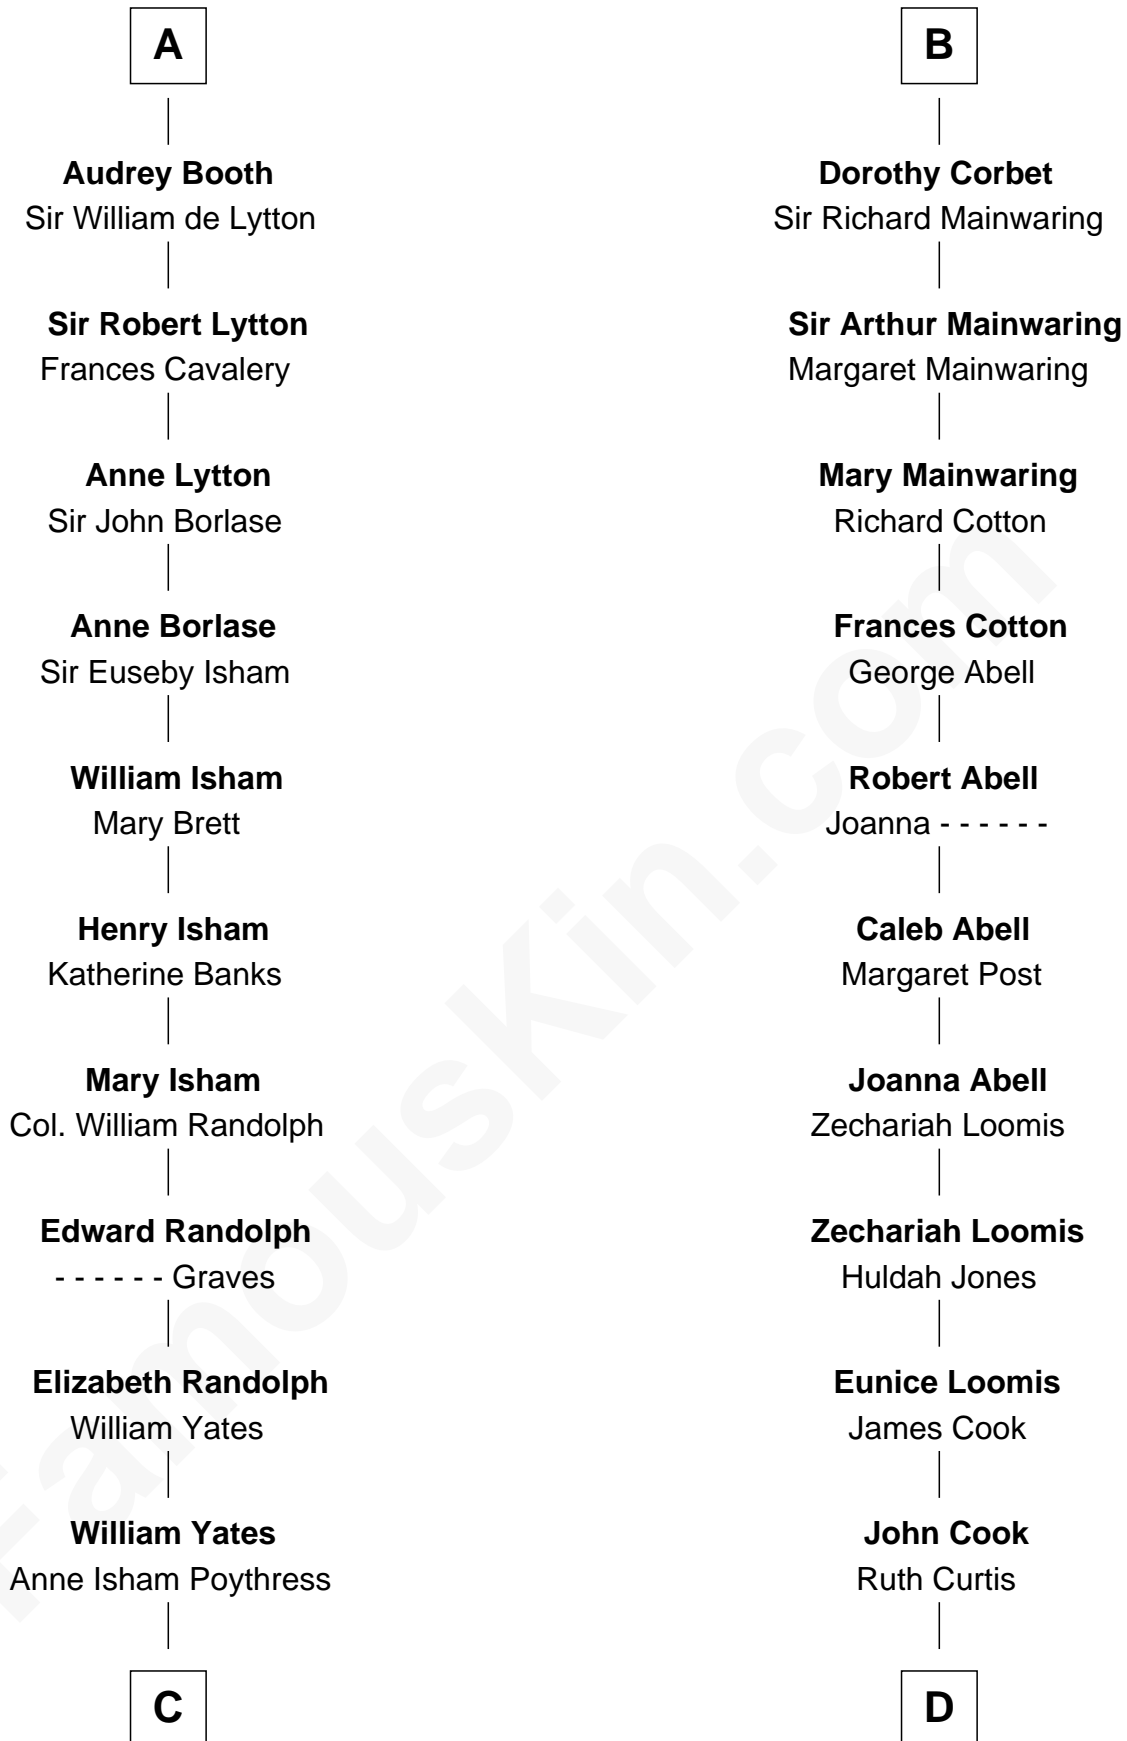 A
Audrey Booth
Sir William de Lytton
Sir Robert Lytton
Frances Cavalery
Anne Lytton
Sir John Borlase
Anne Borlase
Sir Euseby Isham
William Isham
Mary Brett
Henry Isham
Katherine Banks
Mary Isham
Col. William Randolph
Edward Randolph
- - - - - - Graves
Elizabeth Randolph
William Yates
William Yates
Anne Isham Poythress
C
B
Dorothy Corbet
Sir Richard Mainwaring
Sir Arthur Mainwaring
Margaret Mainwaring
Mary Mainwaring
Richard Cotton
Frances Cotton
George Abell
Robert Abell
Joanna - - - - - -
Caleb Abell
Margaret Post
Joanna Abell
Zechariah Loomis
Zechariah Loomis
Huldah Jones
Eunice Loomis
James Cook
John Cook
Ruth Curtis
D
FamousKin.com